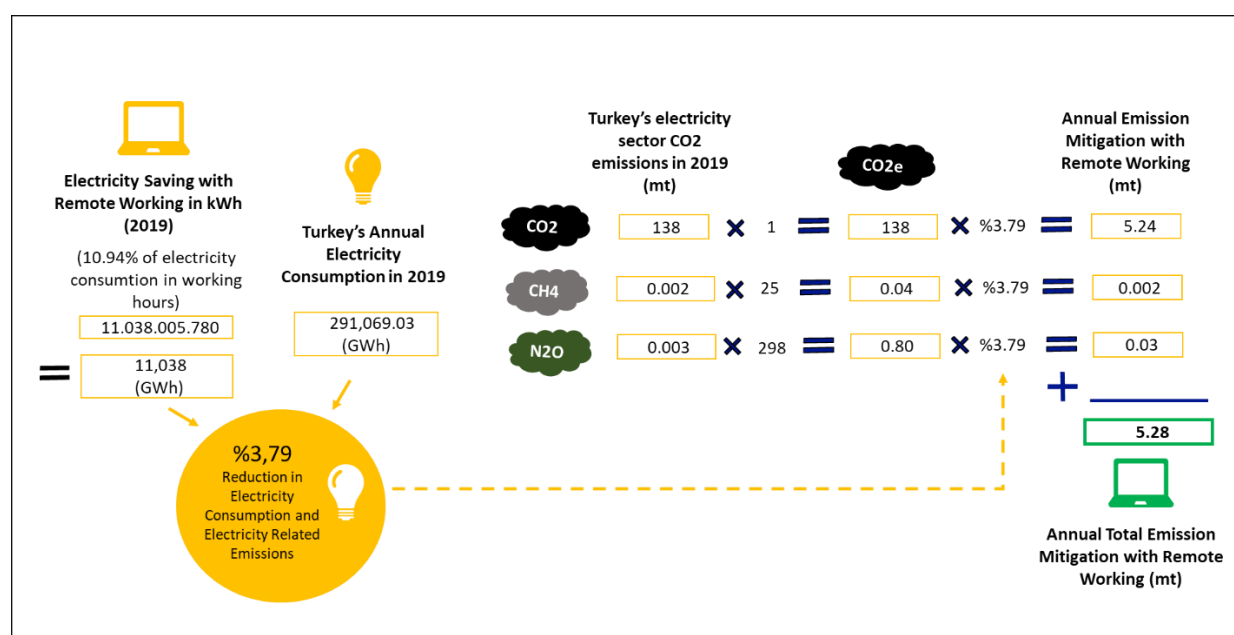 Electricity Saving with
Remote Working in kWh
(2019)
(10.94% of electricity
consumtion in working
hours)
11.038.005.780
=
11,038
(GWh)
Turkey's Annual
Electricity
Consumption in 2019
291,069.03
(GWh)
%3,79
Reduction in
Electricity
Consumption and
Electricity Related
Emissions
Turkey's electricity
sector CO2
emissions in 2019
(mt)
CO2e
Annual Emission
Mitigation with
Remote Working
(mt)
CO2 138 × 1 = 138 × %3.79 = 5.24
CH4 0.002 × 25 = 0.04 × %3.79 = 0.002
N2O 0.003 × 298 = 0.80 × %3.79 = 0.03
+
5.28
Annual Total Emission
Mitigation with Remote
Working (mt)